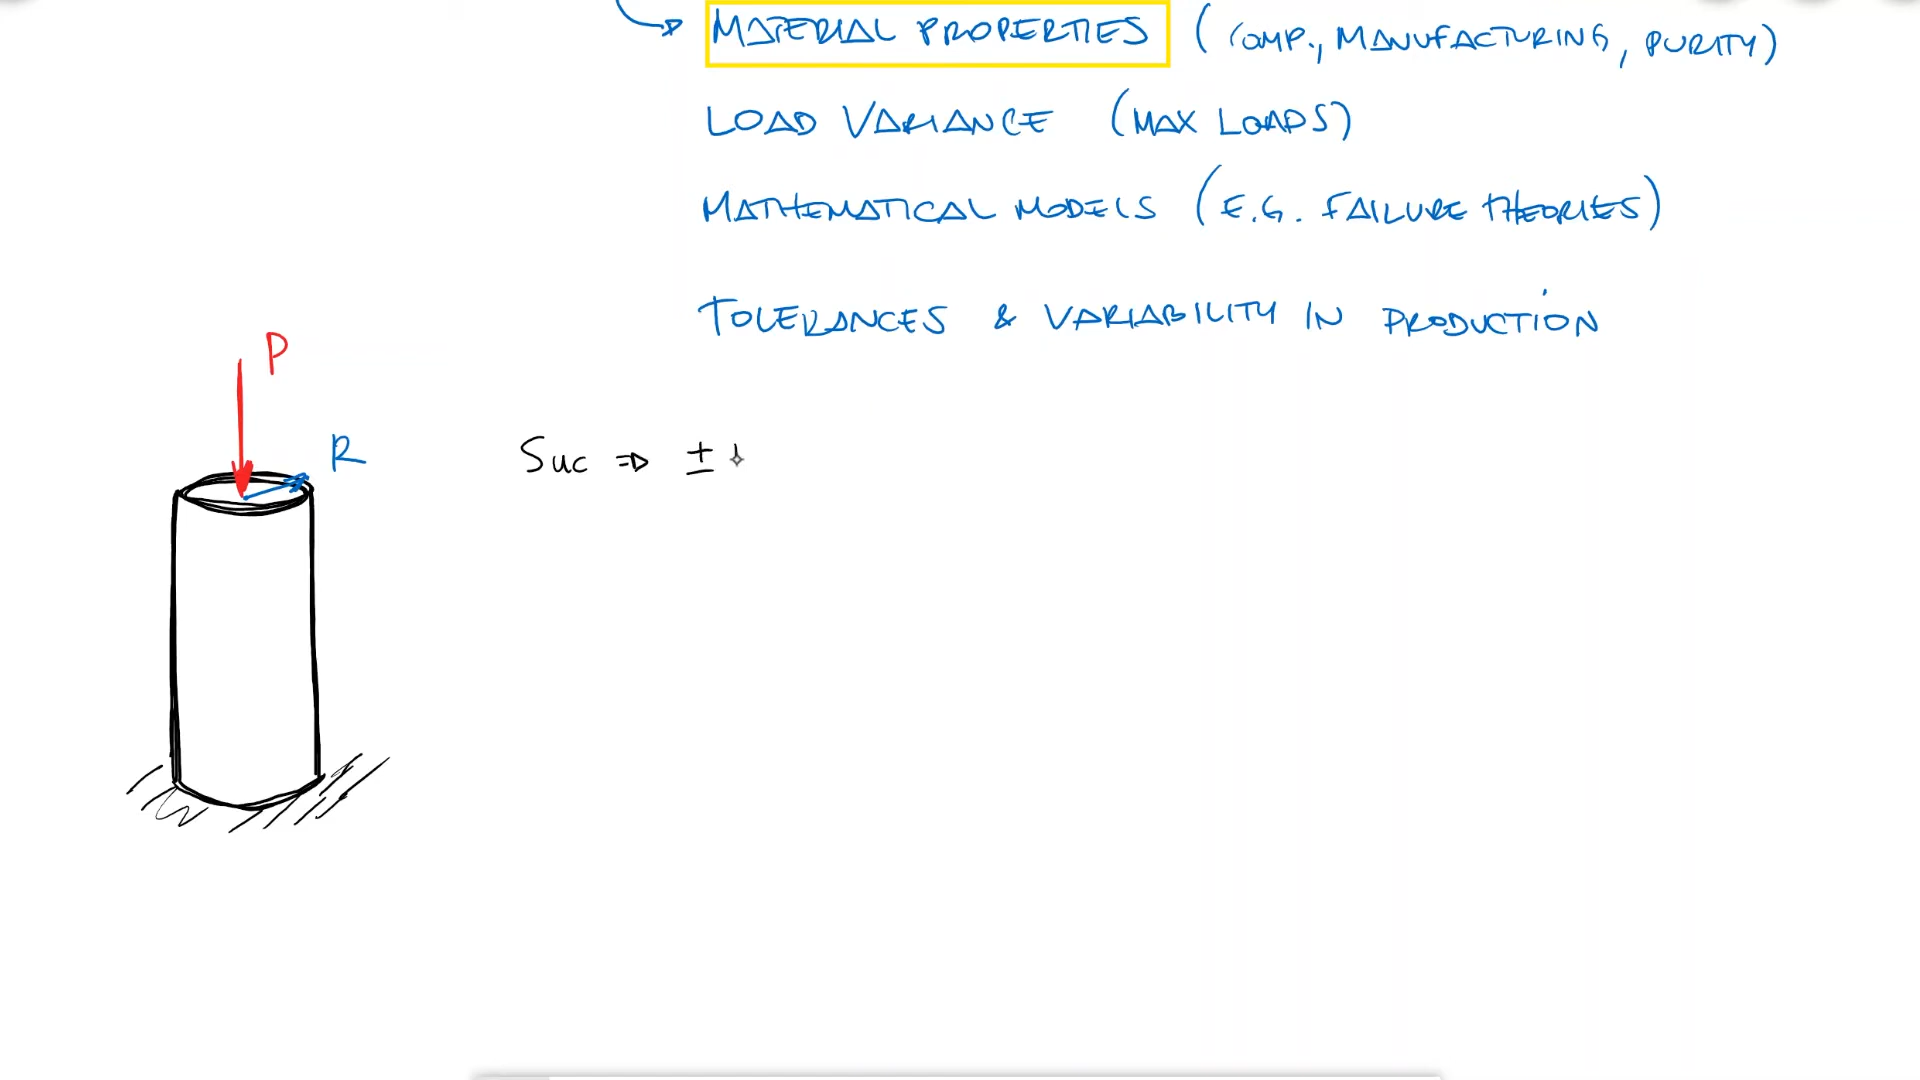 MATERIAL PROPERTIES (COMP., MANUFACTURING, PURITY)
LOAD VARIANCE (MAX LOADS)
MATHEMATICAL MODELS (E.G. FAILURE THEORIES)
TOLERANCES & VARIABILITY IN PRODUCTION
P
R
Suc ⇒ ±